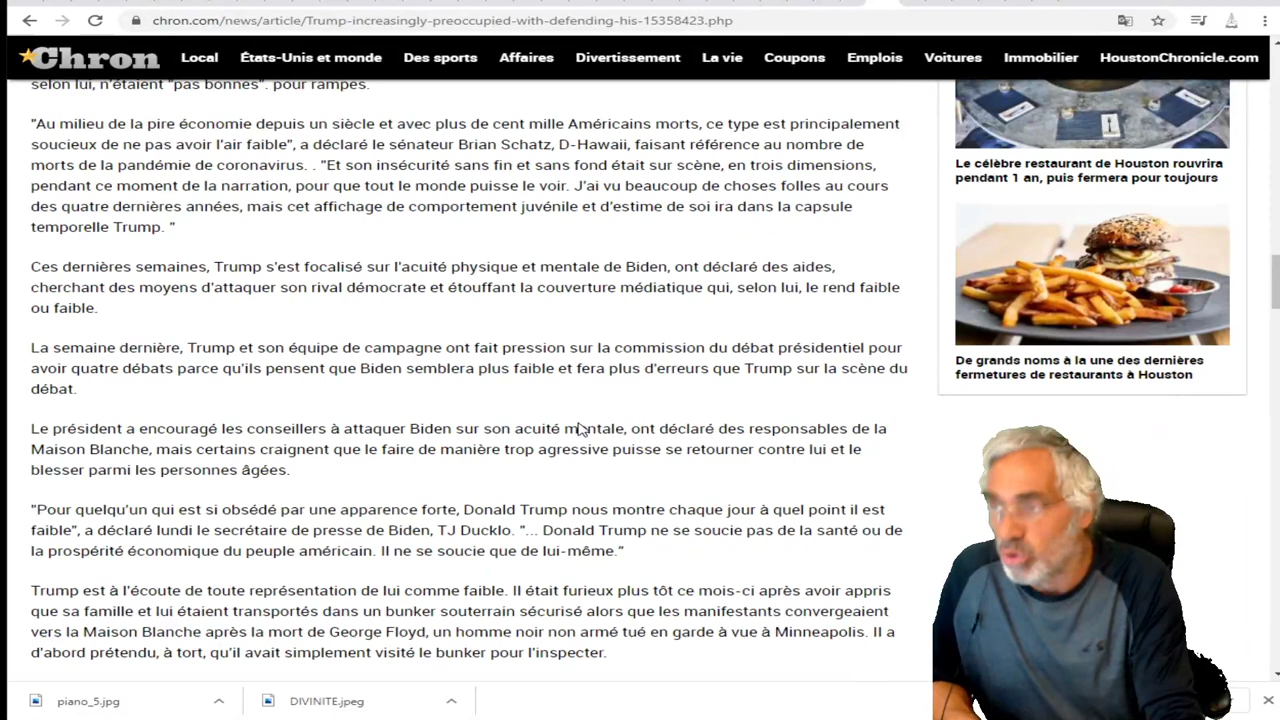 chron.com/news/article/Trump-increasingly-preoccupied-with-defending-his-15358423.php
Chron
Local États-Unis et monde Des sports Affaires Divertissement La vie Coupons Emplois Voitures Immobilier HoustonChronicle.com
selon lui, n'étaient "pas bonnes". pour rampes.
"Au milieu de la pire économie depuis un siècle et avec plus de cent mille Américains morts, ce type est principalement
soucieux de ne pas avoir l'air faible", a déclaré le sénateur Brian Schatz, D-Hawaii, faisant référence au nombre de
morts de la pandémie de coronavirus. . "Et son insécurité sans fin et sans fond était sur scène, en trois dimensions,
pendant ce moment de la narration, pour que tout le monde puisse le voir. J'ai vu beaucoup de choses folles au cours
des quatre dernières années, mais cet affichage de comportement juvénile et d'estime de soi ira dans la capsule
temporelle Trump. "
Ces dernières semaines, Trump s'est focalisé sur l'acuité physique et mentale de Biden, ont déclaré des aides,
cherchant des moyens d'attaquer son rival démocrate et étouffant la couverture médiatique qui, selon lui, le rend faible
ou faible.
La semaine dernière, Trump et son équipe de campagne ont fait pression sur la commission du débat présidentiel pour
avoir quatre débats parce qu'ils pensent que Biden semblera plus faible et fera plus d'erreurs que Trump sur la scène du
débat.
Le président a encouragé les conseillers à attaquer Biden sur son acuité mentale, ont déclaré des responsables de la
Maison Blanche, mais certains craignent que le faire de manière trop agressive puisse se retourner contre lui et le
blesser parmi les personnes âgées.
"Pour quelqu'un qui est si obsédé par une apparence forte, Donald Trump nous montre chaque jour à quel point il est
faible", a déclaré lundi le secrétaire de presse de Biden, TJ Ducklo. "... Donald Trump ne se soucie pas de la santé ou de
la prospérité économique du peuple américain. Il ne se soucie que de lui-même."
Trump est à l'écoute de toute représentation de lui comme faible. Il était furieux plus tôt ce mois-ci après avoir appris
que sa famille et lui étaient transportés dans un bunker souterrain sécurisé alors que les manifestants convergeaient
vers la Maison Blanche après la mort de George Floyd, un homme noir non armé tué en garde à vue à Minneapolis. Il a
d'abord prétendu, à tort, qu'il avait simplement visité le bunker pour l'inspecter.
Le célèbre restaurant de Houston rouvrira
pendant 1 an, puis fermera pour toujours
De grands noms à la une des dernières
fermetures de restaurants à Houston
piano_5.jpg
DIVINITE.jpeg